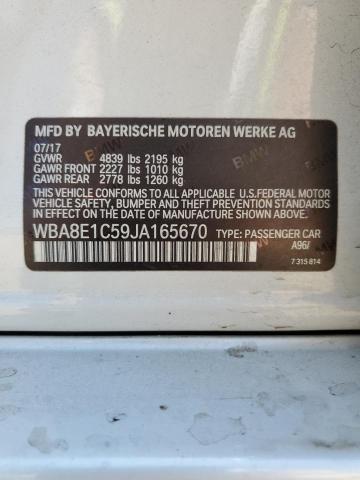 MFD BY BAYERISCHE MOTOREN WERKE AG
07/17
GVWR 4839 lbs 2195 kg
GAWR FRONT 2227 lbs 1010 kg
GAWR REAR 2778 lbs 1260 kg
THIS VEHICLE CONFORMS TO ALL APPLICABLE U.S. FEDERAL MOTOR
VEHICLE SAFETY, BUMPER AND THEFT PREVENTION STANDARDS
IN EFFECT ON THE DATE OF MANUFACTURE SHOWN ABOVE.
WBA8E1C59JA165670 TYPE: PASSENGER CAR
A96/
7 315 814